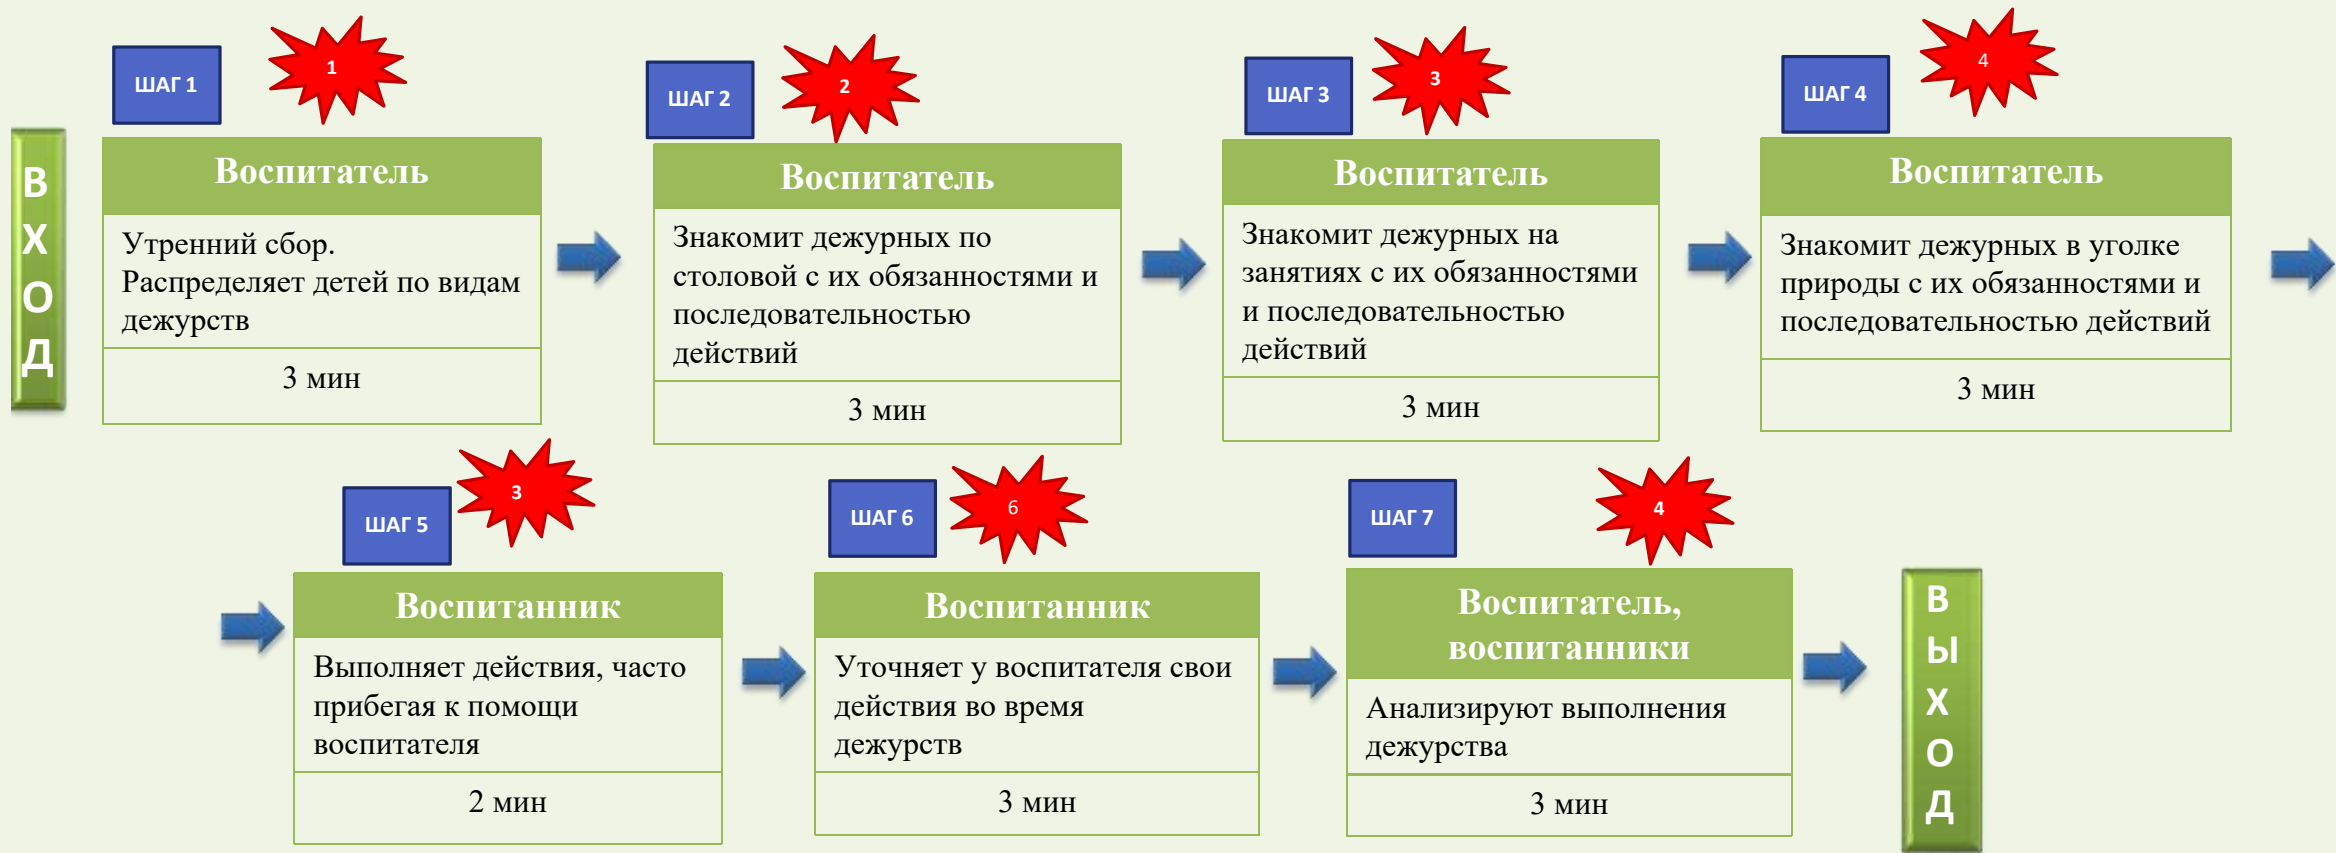 ВХОД
ШАГ 1
1
Воспитатель
Утренний сбор.
Распределяет детей по видам
дежурств
3 мин
ШАГ 2
2
Воспитатель
Знакомит дежурных по
столовой с их обязанностями и
последовательностью
действий
3 мин
ШАГ 3
3
Воспитатель
Знакомит дежурных на
занятиях с их обязанностями
и последовательностью
действий
3 мин
ШАГ 4
4
Воспитатель
Знакомит дежурных в уголке
природы с их обязанностями и
последовательностью действий
3 мин
ШАГ 5
3
Воспитанник
Выполняет действия, часто
прибегая к помощи
воспитателя
2 мин
ШАГ 6
6
Воспитанник
Уточняет у воспитателя свои
действия во время
дежурств
3 мин
ШАГ 7
4
Воспитатель,
воспитанники
Анализируют выполнения
дежурства
3 мин
ВЫХОД